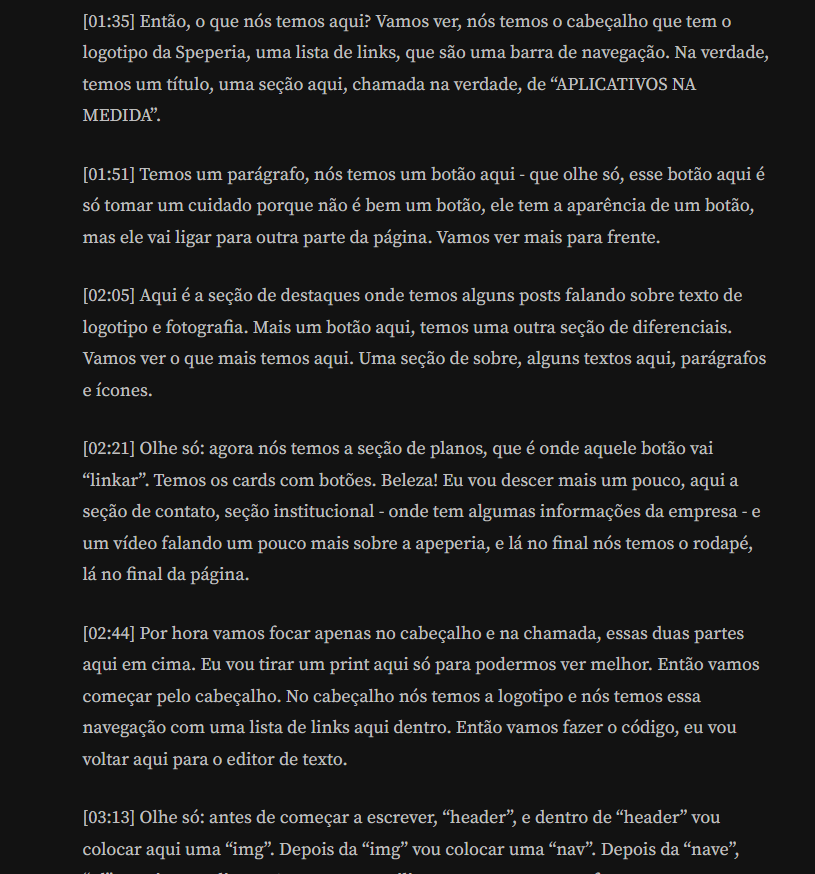 [01:35] Então, o que nós temos aqui? Vamos ver, nós temos o cabeçalho que tem o
logotipo da Speperia, uma lista de links, que são uma barra de navegação. Na verdade,
temos um título, uma seção aqui, chamada na verdade, de “APLICATIVOS NA
MEDIDA”.
[01:51] Temos um parágrafo, nós temos um botão aqui - que olhe só, esse botão aqui é
só tomar um cuidado porque não é bem um botão, ele tem a aparência de um botão,
mas ele vai ligar para outra parte da página. Vamos ver mais para frente.
[02:05] Aqui é a seção de destaques onde temos alguns posts falando sobre texto de
logotipo e fotografia. Mais um botão aqui, temos uma outra seção de diferenciais.
Vamos ver o que mais temos aqui. Uma seção de sobre, alguns textos aqui, parágrafos
e ícones.
[02:21] Olhe só: agora nós temos a seção de planos, que é onde aquele botão vai
“linkar”. Temos os cards com botões. Beleza! Eu vou descer mais um pouco, aqui a
seção de contato, seção institucional - onde tem algumas informações da empresa - e
um vídeo falando um pouco mais sobre a apeperia, e lá no final nós temos o rodapé,
lá no final da página.
[02:44] Por hora vamos focar apenas no cabeçalho e na chamada, essas duas partes
aqui em cima. Eu vou tirar um print aqui só para podermos ver melhor. Então vamos
começar pelo cabeçalho. No cabeçalho nós temos a logotipo e nós temos essa
navegação com uma lista de links aqui dentro. Então vamos fazer o código, eu vou
voltar aqui para o editor de texto.
[03:13] Olhe só: antes de começar a escrever, “header”, e dentro de “header” vou
colocar aqui uma “img”. Depois da “img” vou colocar uma “nav”. Depois da “nave”,